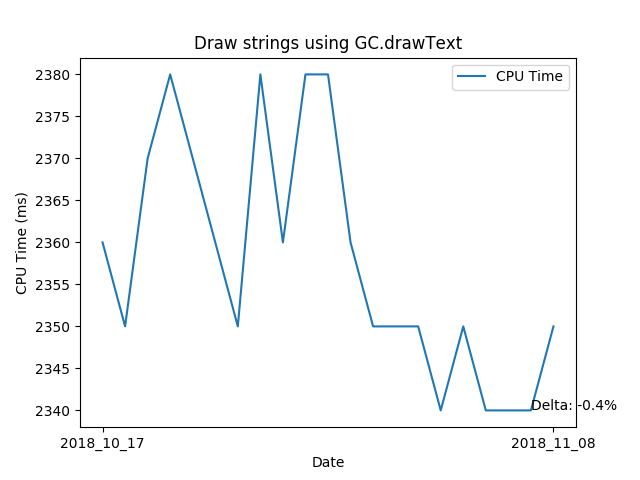 Draw strings using GC.drawText
CPU Time
2380
2375
2370
2365
2360
2355
2350
2345
2340
CPU Time (ms)
Delta: -0.4%
2018_10_17
2018_11_08
Date